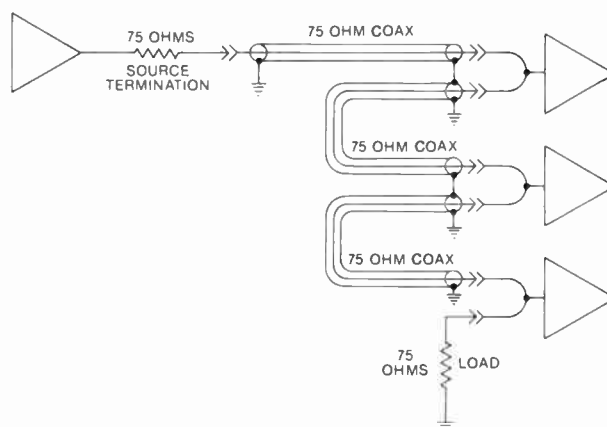 75 OHMS
SOURCE
TERMINATION
75 OHM COAX
75 OHM COAX
75 OHM COAX
75
OHMS
LOAD